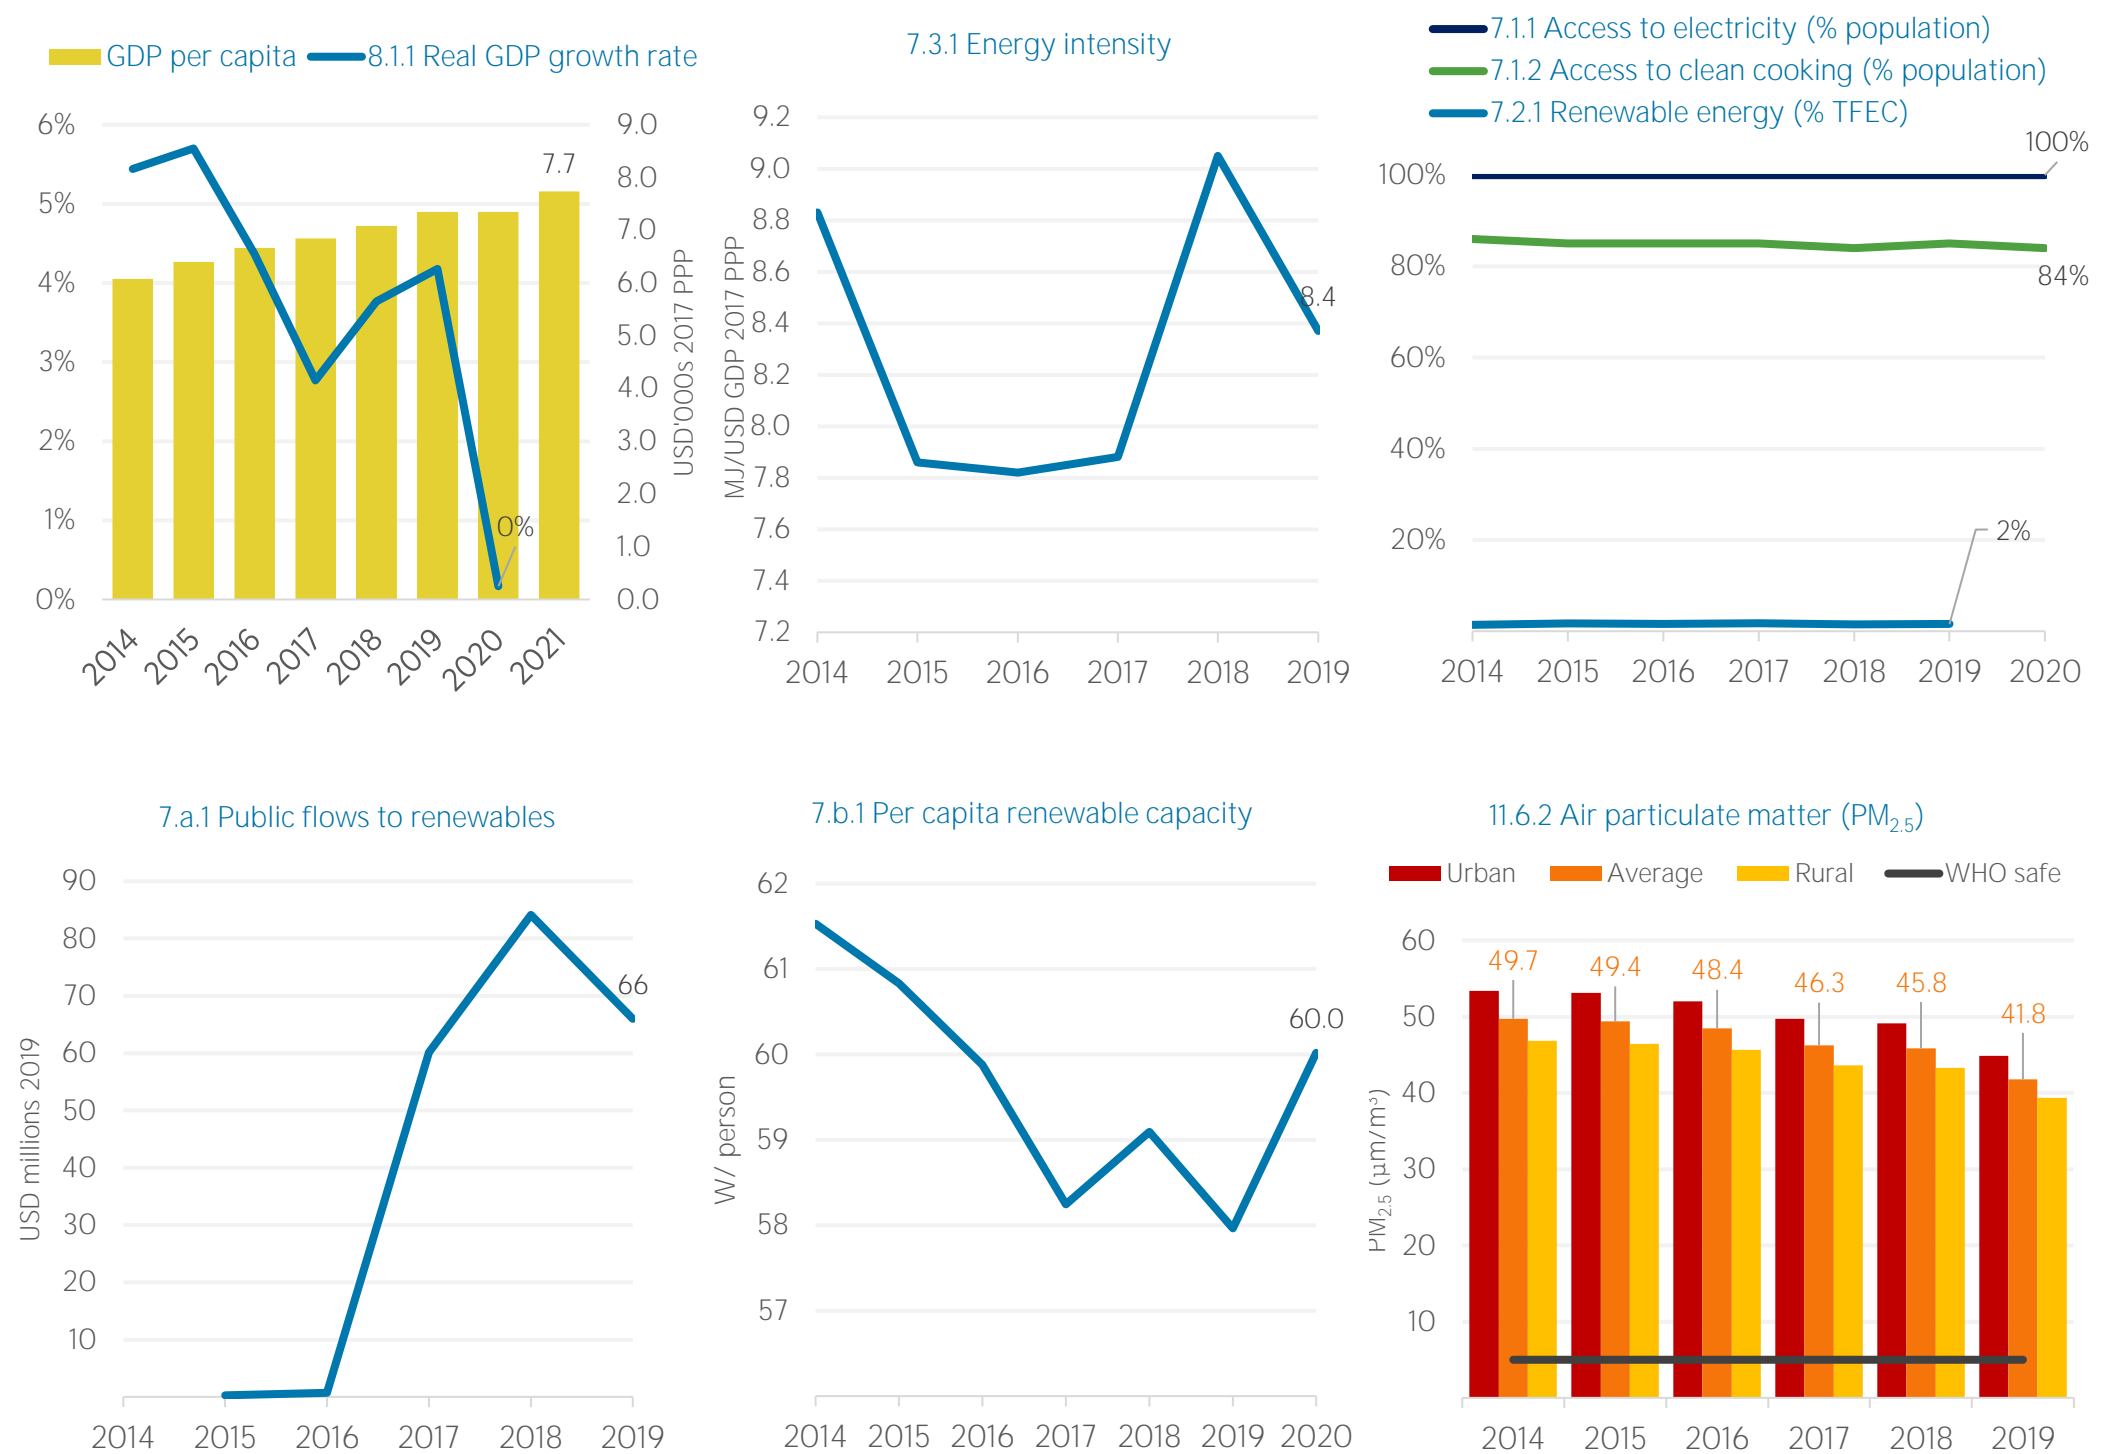 GDP per capita 8.1.1 Real GDP growth rate
6%
5%
4%
3%
2%
1%
0%
9.0
8.0
7.0
6.0
5.0
4.0
3.0
2.0
1.0
0.0
7.7
0%
USD'000s 2017 PPP
2014 2015 2016 2017 2018 2019 2020 2021
7.3.1 Energy intensity
9.2
9.0
8.8
8.6
8.4
8.2
8.0
7.8
7.6
7.4
7.2
MJ/USD GDP 2017 PPP
8.4
2014 2015 2016 2017 2018 2019
7.1.1 Access to electricity (% population)
7.1.2 Access to clean cooking (% population)
7.2.1 Renewable energy (% TFEC)
100%
80%
60%
40%
20%
100%
84%
2%
2014 2015 2016 2017 2018 2019 2020
7.a.1 Public flows to renewables
90
80
70
60
50
40
30
20
10
USD millions 2019
66
2014 2015 2016 2017 2018 2019
7.b.1 Per capita renewable capacity
62
61
60
59
58
57
W/ person
60.0
2014 2015 2016 2017 2018 2019 2020
11.6.2 Air particulate matter (PM2.5)
Urban Average Rural WHO safe
60
50
40
30
20
10
PM2.5 (µm/m³)
49.7 49.4 48.4 46.3 45.8 41.8
2014 2015 2016 2017 2018 2019